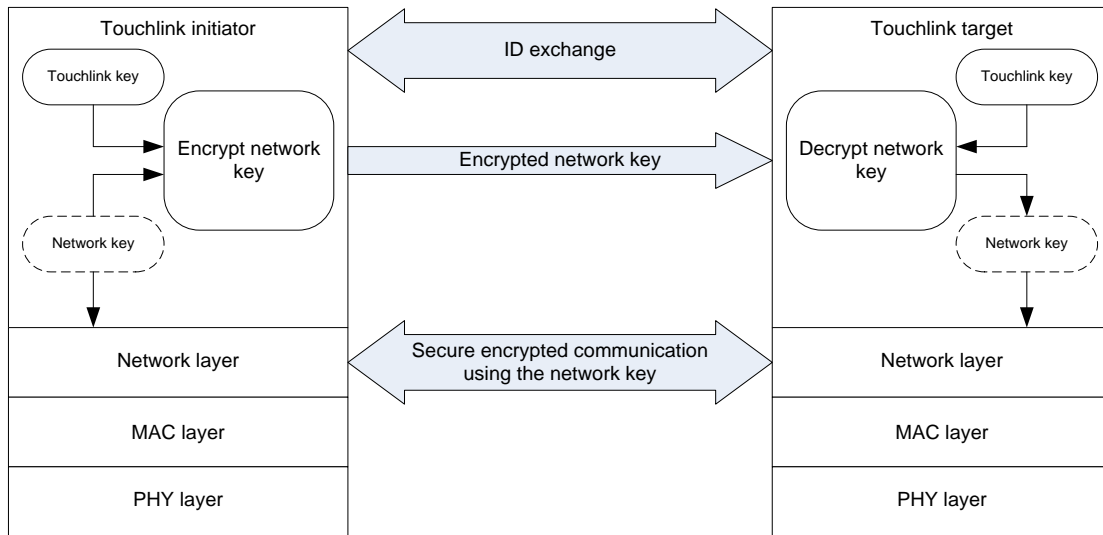 Touchlink initiator
ID exchange
Touchlink target
Touchlink key
Touchlink key
Encrypt network
key
Encrypted network key
Decrypt network
key
Network key
Network key
Network layer
Secure encrypted communication
using the network key
Network layer
MAC layer
MAC layer
PHY layer
PHY layer